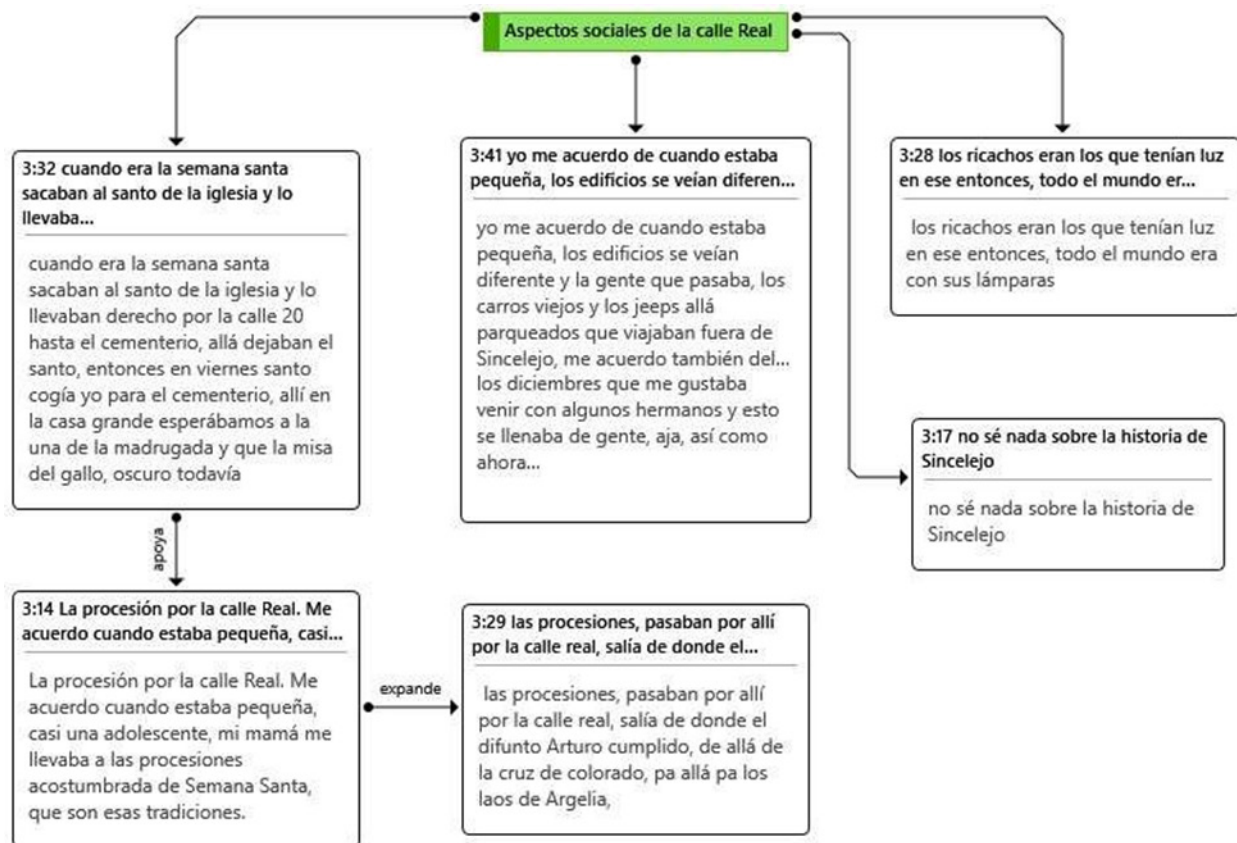 Aspectos sociales de la calle Real
3:32 cuando era la semana santa
sacaban al santo de la iglesia y lo
llevaba...
cuando era la semana santa
sacaban al santo de la iglesia y lo
llevaban derecho por la calle 20
hasta el cementerio, allá dejaban el
santo, entonces en viernes santo
cogía yo para el cementerio, allí en
la casa grande esperábamos a la
una de la madrugada y que la misa
del gallo, oscuro todavía
3:41 yo me acuerdo de cuando estaba
pequeña, los edificios se veían diferen...
yo me acuerdo de cuando estaba
pequeña, los edificios se veían
diferente y la gente que pasaba, los
carros viejos y los jeeps allá
parqueados que viajaban fuera de
Sincelejo, me acuerdo también del...
los diciembres que me gustaba
venir con algunos hermanos y esto
se llenaba de gente, aja, así como
ahora...
3:28 los ricachos eran los que tenían luz
en ese entonces, todo el mundo er...
los ricachos eran los que tenían luz
en ese entonces, todo el mundo era
con sus lámparas
3:17 no sé nada sobre la historia de
Sincelejo
no sé nada sobre la historia de
Sincelejo
apoya
3:14 La procesión por la calle Real. Me
acuerdo cuando estaba pequeña, casi...
La procesión por la calle Real. Me
acuerdo cuando estaba pequeña,
casi una adolescente, mi mamá me
llevaba a las procesiones
acostumbrada de Semana Santa,
que son esas tradiciones.
expande
3:29 las procesiones, pasaban por allí
por la calle real, salía de donde el...
las procesiones, pasaban por allí
por la calle real, salía de donde el
difunto Arturo cumplido, de allá de
la cruz de colorado, pa allá pa los
laos de Argelia,